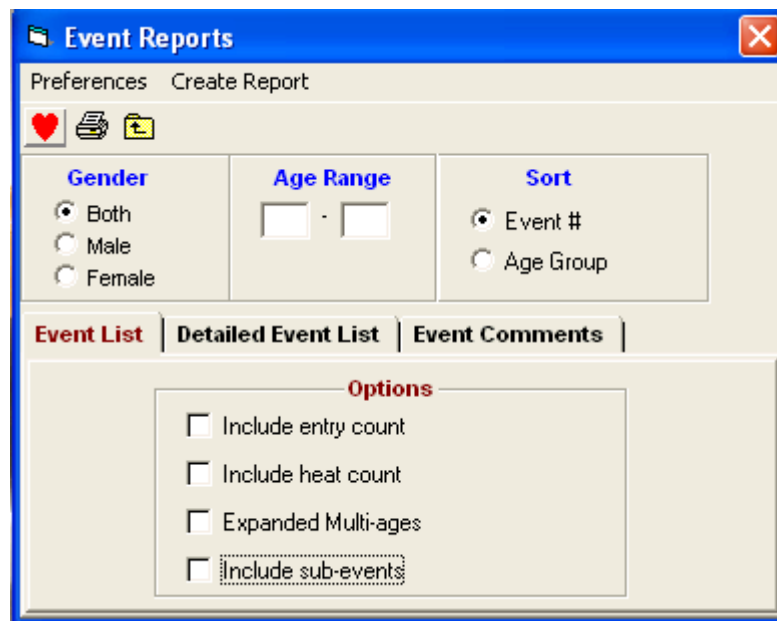 Event Reports
Preferences Create Report
Gender
Both
Male
Female
Age Range
-
Sort
Event #
Age Group
Event List
Detailed Event List
Event Comments
Options
Include entry count
Include heat count
Expanded Multi-ages
Include sub-events